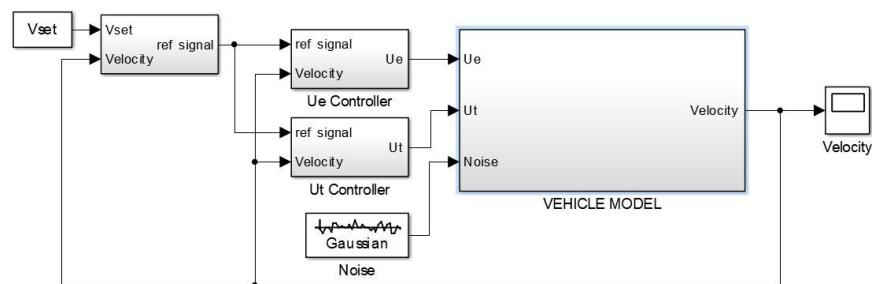 Vset
Vset
ref signal
Velocity
ref signal
Ue
Velocity
Ue Controller
ref signal
Ut
Velocity
Ut Controller
Gaussian
Noise
Ue
Ut
Velocity
Noise
VEHICLE MODEL
Velocity